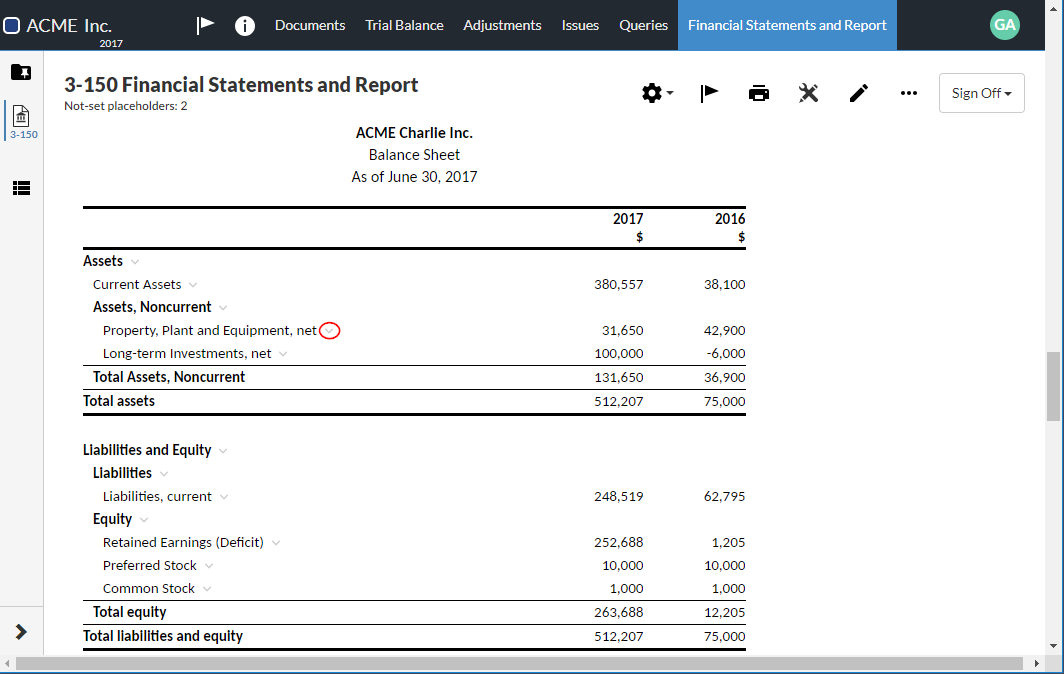 ACME Inc.
2017
Documents Trial Balance Adjustments Issues Queries Financial Statements and Report GA
3-150
3-150 Financial Statements and Report
Not-set placeholders: 2
Sign Off
ACME Charlie Inc.
Balance Sheet
As of June 30, 2017
2017 2016
$ $
Assets
Current Assets 380,557 38,100
Assets, Noncurrent
Property, Plant and Equipment, net 31,650 42,900
Long-term Investments, net 100,000 -6,000
Total Assets, Noncurrent 131,650 36,900
Total assets 512,207 75,000
Liabilities and Equity
Liabilities
Liabilities, current 248,519 62,795
Equity
Retained Earnings (Deficit) 252,688 1,205
Preferred Stock 10,000 10,000
Common Stock 1,000 1,000
Total equity 263,688 12,205
Total liabilities and equity 512,207 75,000